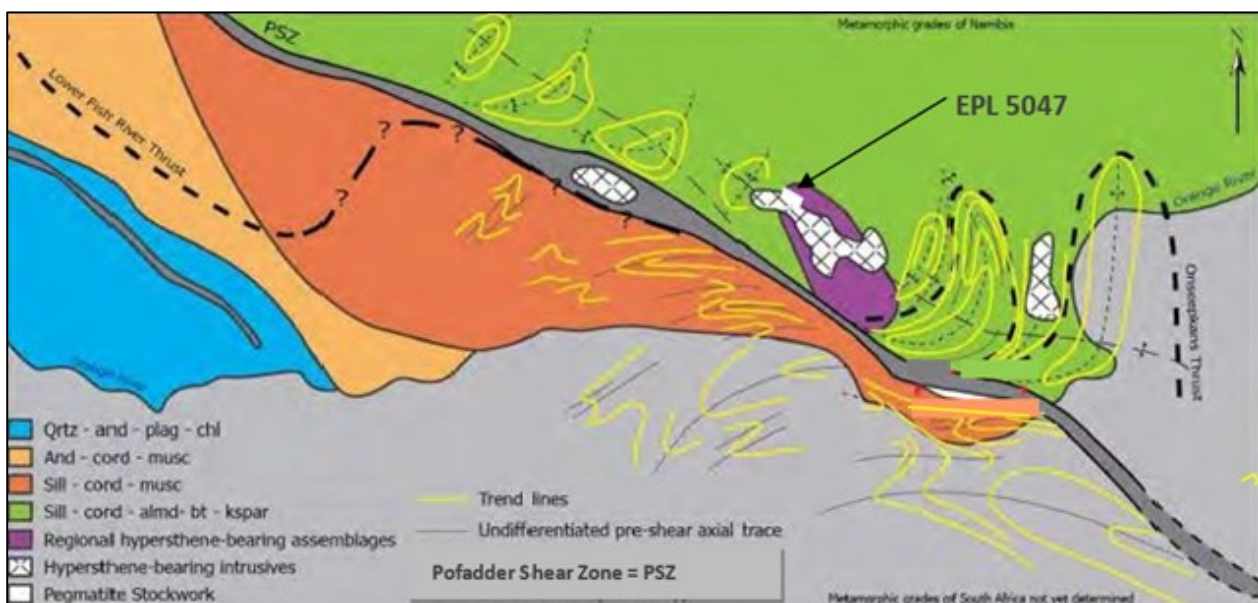 Metamorphic grades of Namibia
PSZ
N
Lower Fish River Thrust
EPL 5047
Orange River
Onseepkans Thrust
?
?
?
?
?
?
Orange River
Qrtz - and - plag - chl
And - cord - musc
Sill - cord - musc
Sill - cord - almd- bt - kspar
Regional hypersthene-bearing assemblages
Hypersthene-bearing intrusives
Pegmatite Stockwork
Trend lines
Undifferentiated pre-shear axial trace
Pofadder Shear Zone = PSZ
Metamorphic grades of South Africa not yet determined